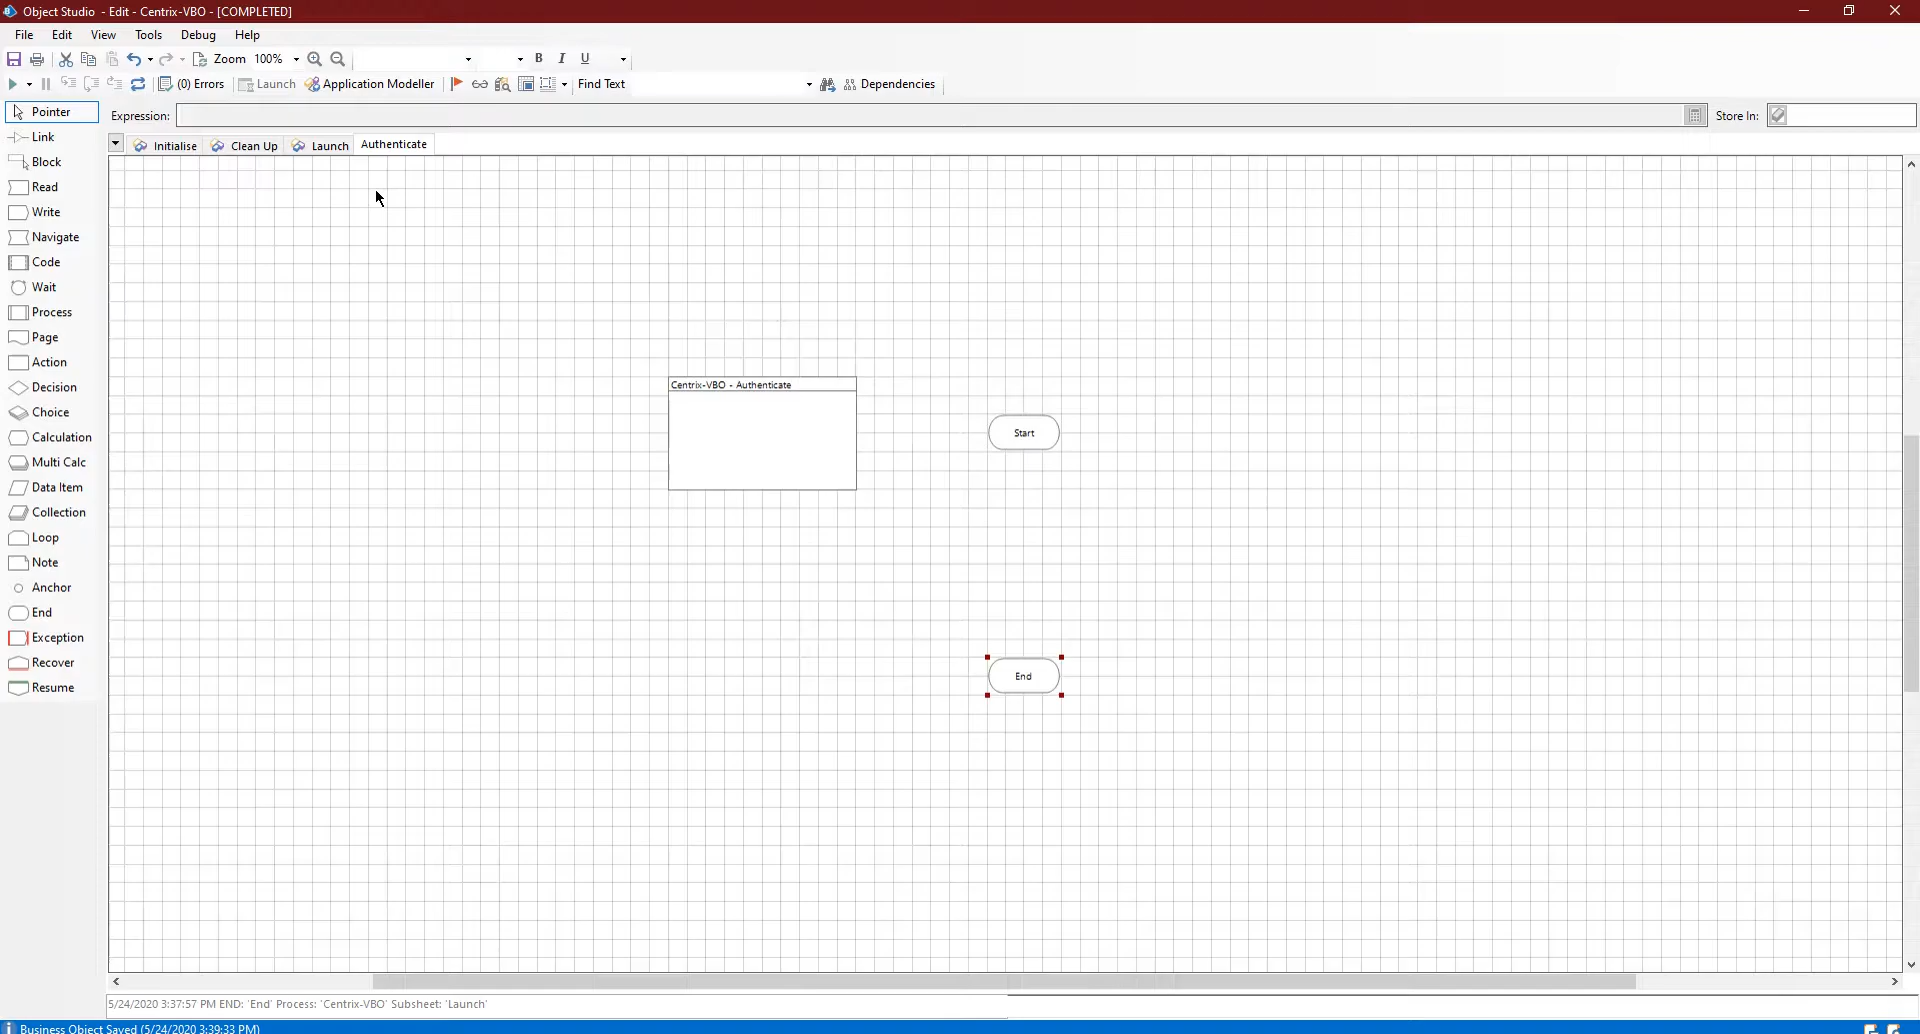 Object Studio  - Edit - Centrix-VBO - [COMPLETED]
File Edit View Tools Debug Help
Zoom 100% B I U
(0) Errors Launch Application Modeller Find Text Dependencies
Pointer
Expression: Store In:
Link
Initialise Clean Up Launch Authenticate
Block
Read
Write
Navigate
Code
Wait
Process
Page
Action
Decision
Choice
Calculation
Multi Calc
Data Item
Collection
Loop
Note
Anchor
End
Exception
Recover
Resume
Centrix-VBO - Authenticate
Start
End
5/24/2020 3:37:57 PM END: 'End' Process: 'Centrix-VBO' Subsheet: 'Launch'
Business Object Saved (5/24/2020 3:39:33 PM)